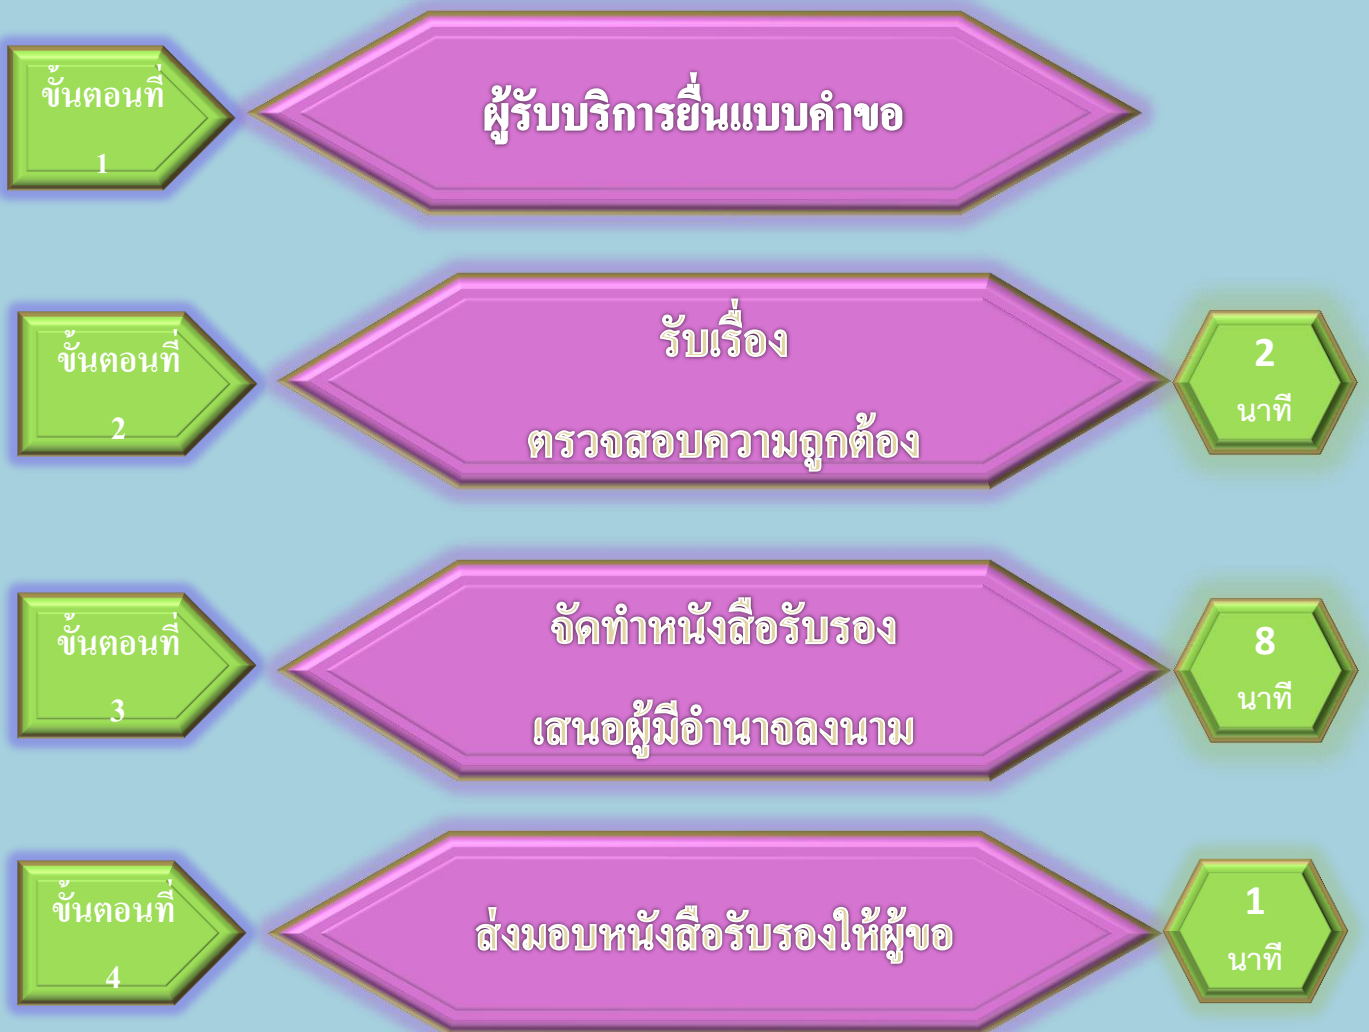 ขั้นตอนที่
1
ผู้รับบริการยื่นแบบคำขอ
ขั้นตอนที่
2
รับเรื่อง
ตรวจสอบความถูกต้อง
2
นาที
ขั้นตอนที่
3
จัดทำหนังสือรับรอง
เสนอผู้มีอำนาจลงนาม
8
นาที
ขั้นตอนที่
4
ส่งมอบหนังสือรับรองให้ผู้ขอ
1
นาที